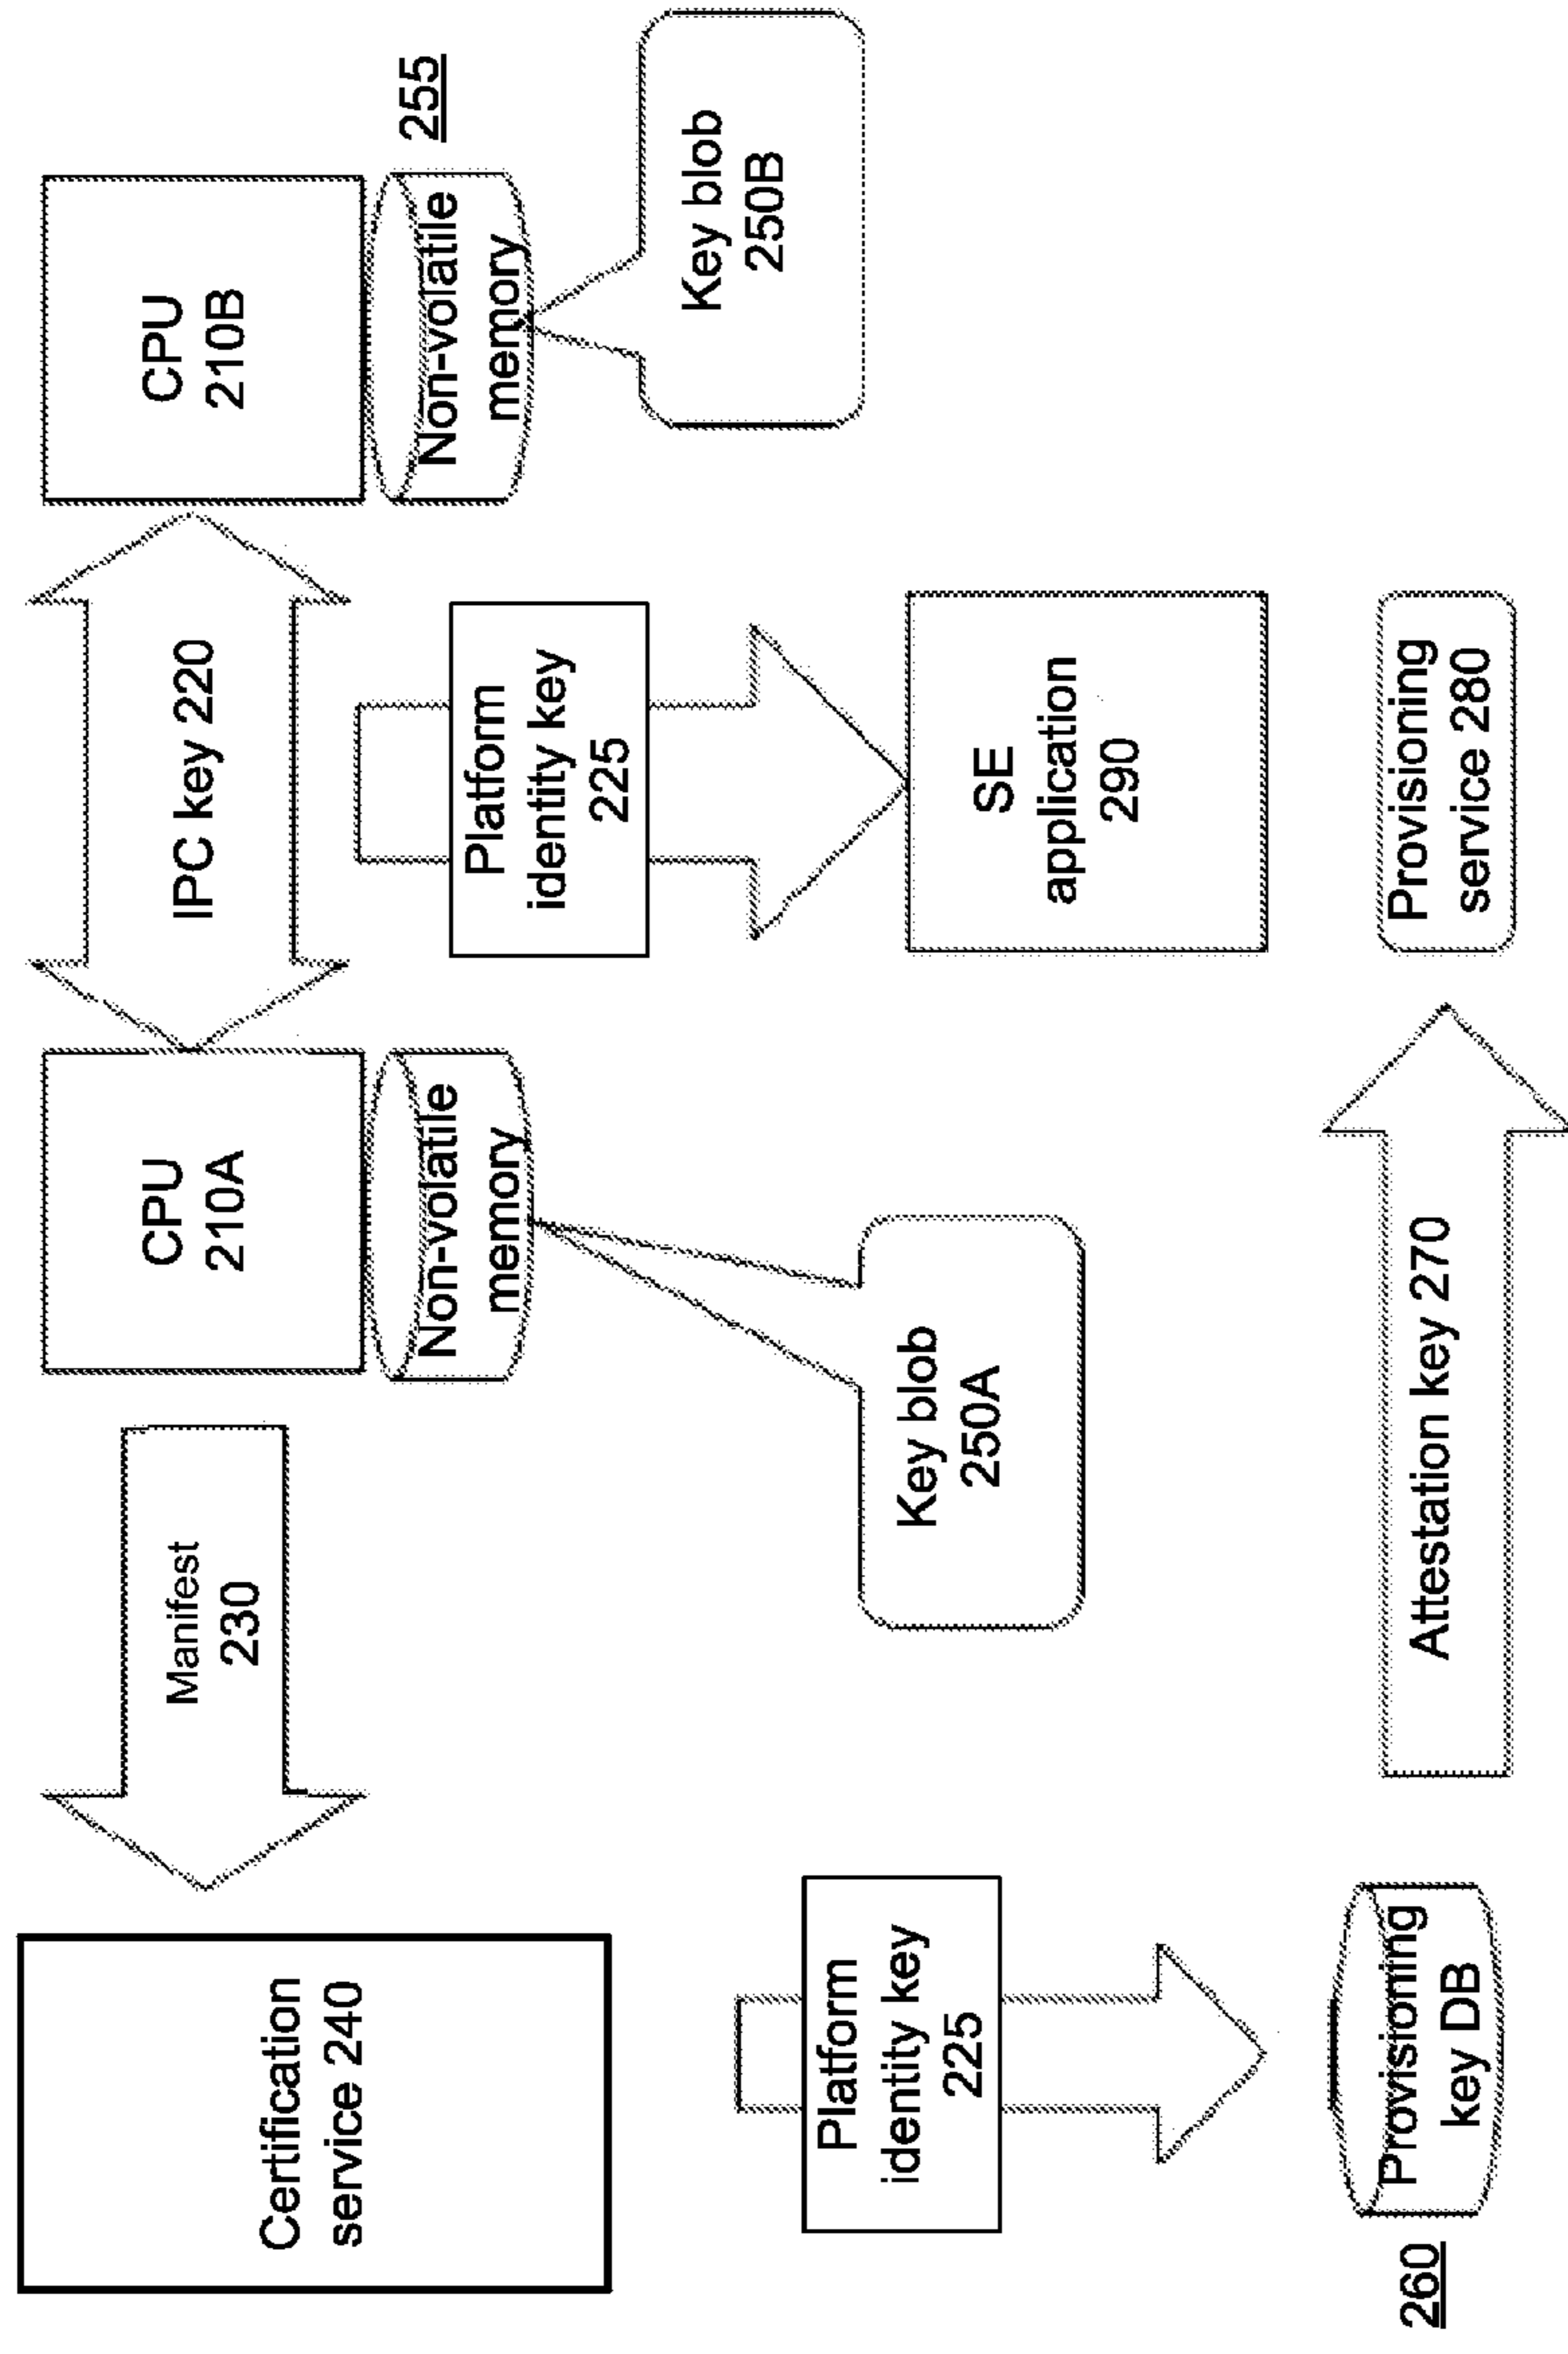 Certification
service 240
Manifest
230
CPU
210A
IPC key 220
CPU
210B
Non-volatile
memory
Non-volatile
memory
255
Platform
identity key
225
Key blob
250B
Key blob
250A
Platform
identity key
225
SE
application
290
260
Provisioning
key DB
Attestation key 270
Provisioning
service 280